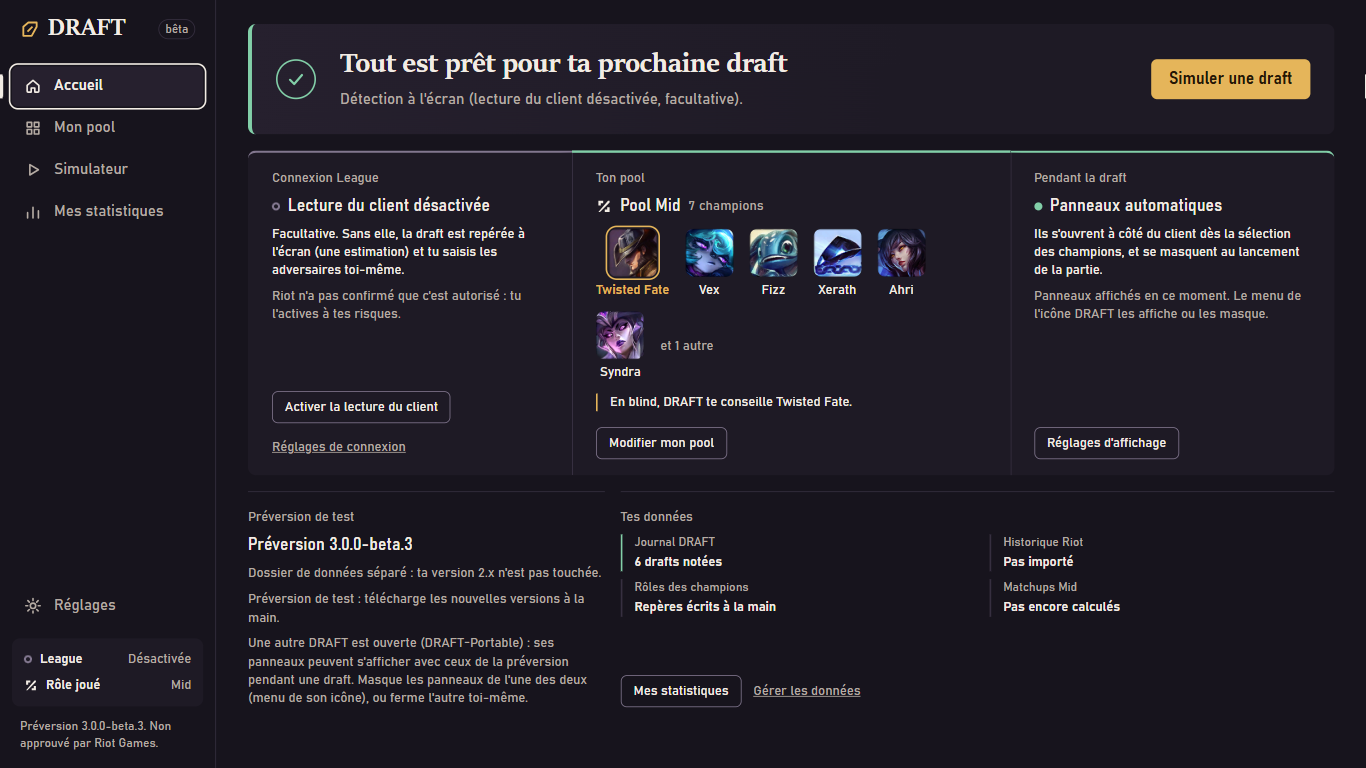 DRAFT
bêta
Accueil
Mon pool
Simulateur
Mes statistiques
Réglages
League
Désactivée
Rôle joué
Mid
Préversion 3.0.0-beta.3. Non
approuvé par Riot Games.
Tout est prêt pour ta prochaine draft
Détection à l'écran (lecture du client désactivée, facultative).
Simuler une draft
Connexion League
Lecture du client désactivée
Facultative. Sans elle, la draft est repérée à
l'écran (une estimation) et tu saisis les
adversaires toi-même.
Riot n'a pas confirmé que c'est autorisé : tu
l'actives à tes risques.
Activer la lecture du client
Réglages de connexion
Ton pool
Pool Mid 7 champions
Twisted Fate
Vex
Fizz
Xerath
Ahri
Syndra
et 1 autre
En blind, DRAFT te conseille Twisted Fate.
Modifier mon pool
Pendant la draft
Panneaux automatiques
Ils s'ouvrent à côté du client dès la sélection
des champions, et se masquent au lancement
de la partie.
Panneaux affichés en ce moment. Le menu de
l'icône DRAFT les affiche ou les masque.
Réglages d'affichage
Préversion de test
Préversion 3.0.0-beta.3
Dossier de données séparé : ta version 2.x n'est pas touchée.
Préversion de test : télécharge les nouvelles versions à la
main.
Une autre DRAFT est ouverte (DRAFT-Portable) : ses
panneaux peuvent s'afficher avec ceux de la préversion
pendant une draft. Masque les panneaux de l'une des deux
(menu de son icône), ou ferme l'autre toi-même.
Tes données
Journal DRAFT
6 drafts notées
Historique Riot
Pas importé
Rôles des champions
Repères écrits à la main
Matchups Mid
Pas encore calculés
Mes statistiques
Gérer les données